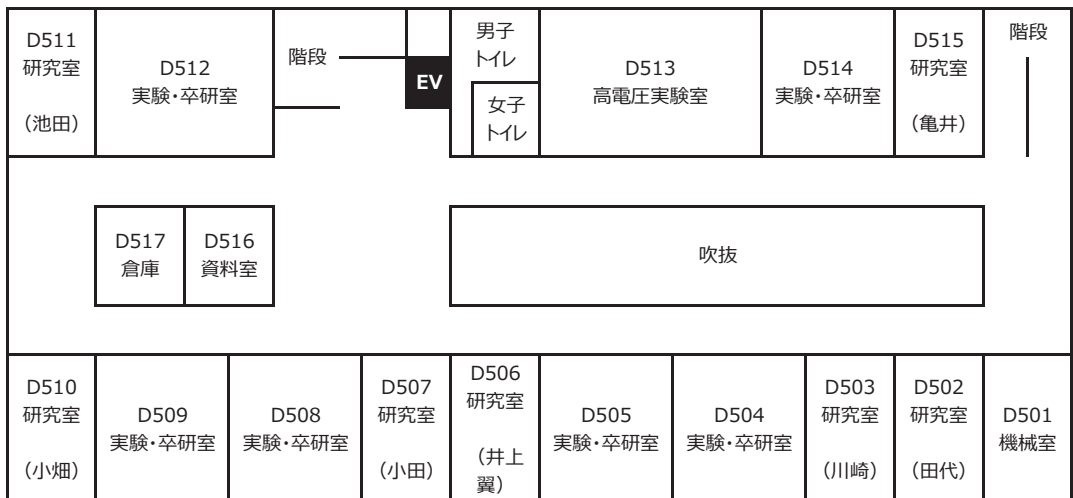 D511
研究室
(池田)
D512
実験・卒研室
階段
EV
男子
トイレ
女子
トイレ
D513
高電圧実験室
D514
実験・卒研室
D515
研究室
(亀井)
階段
D517
倉庫
D516
資料室
吹抜
D510
研究室
(小畑)
D509
実験・卒研室
D508
実験・卒研室
D507
研究室
(小田)
D506
研究室
(井上
翼)
D505
実験・卒研室
D504
実験・卒研室
D503
研究室
(川崎)
D502
研究室
(田代)
D501
機械室